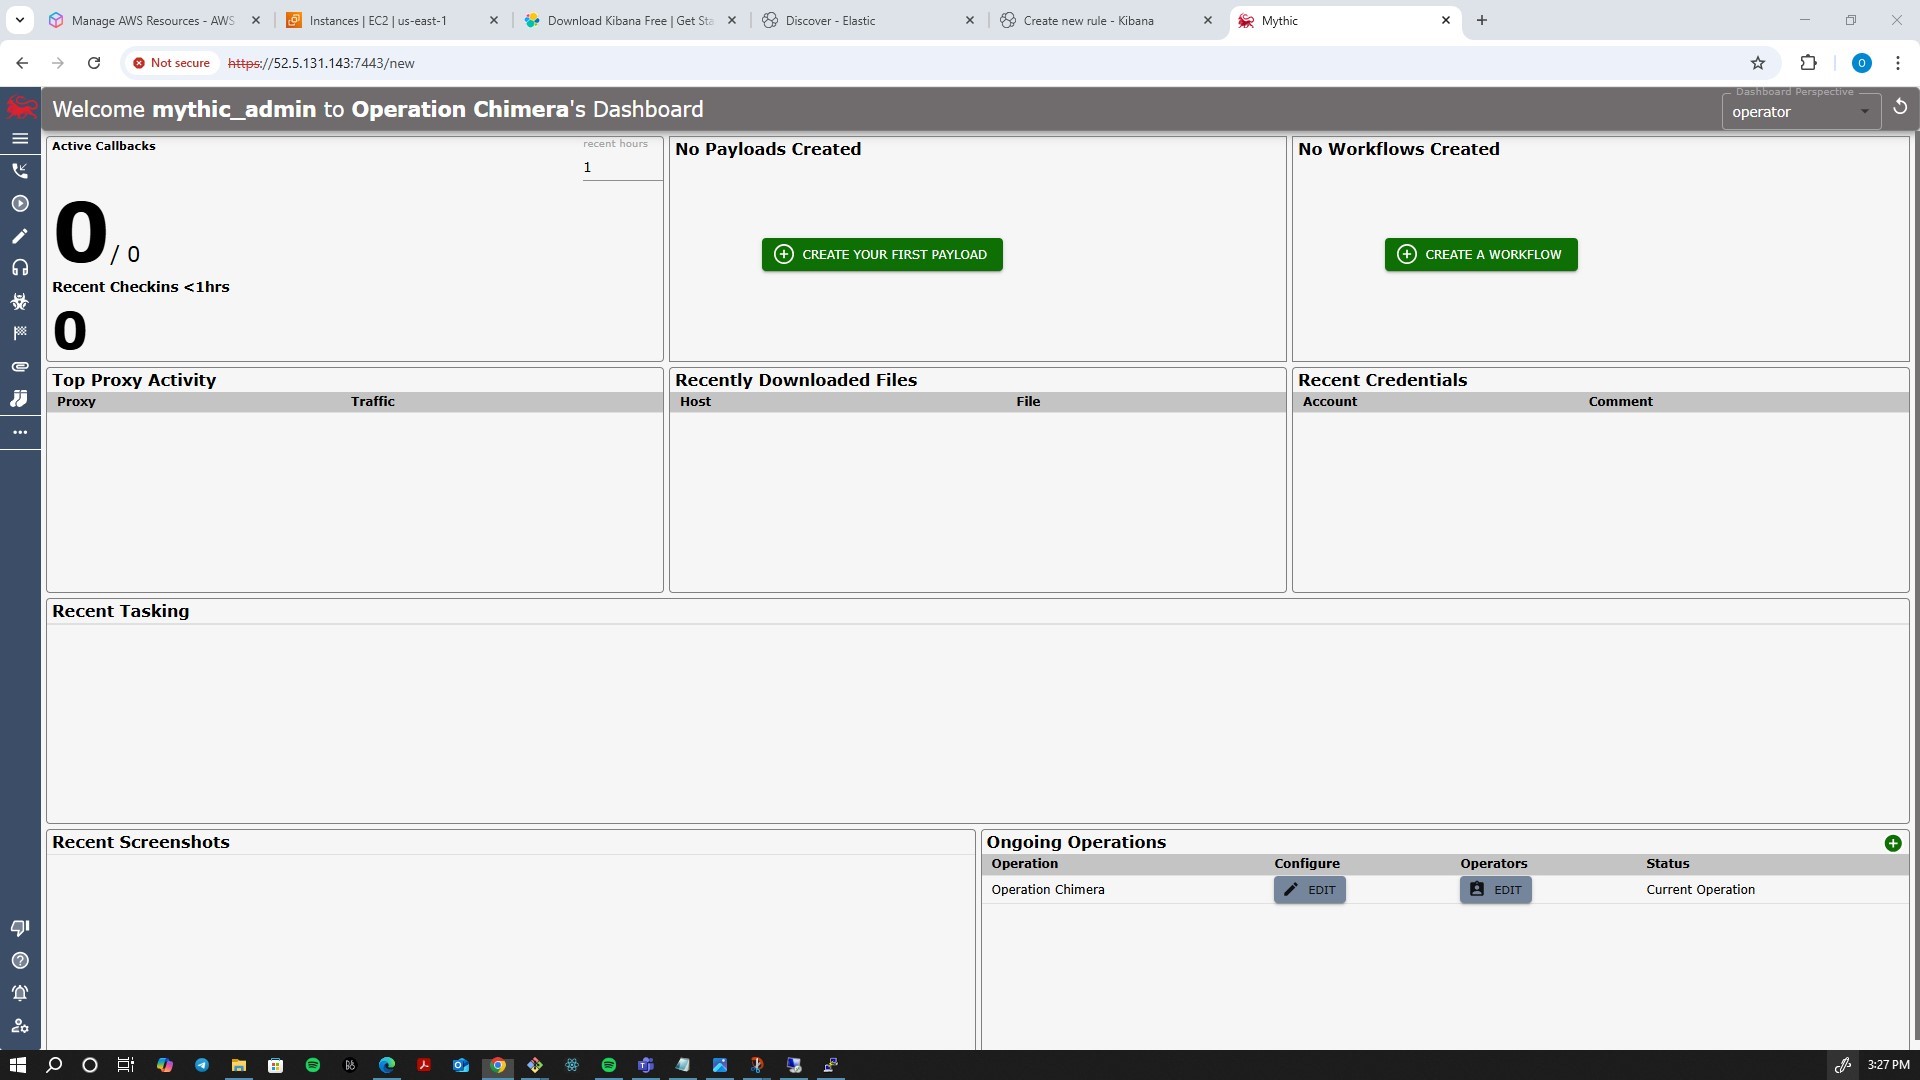 Manage AWS Resources - AWS
Instances | EC2 | us-east-1
Download Kibana Free | Get Sta
Discover - Elastic
Create new rule - Kibana
Mythic
Not secure
https://52.5.131.143:7443/new
O
Welcome mythic_admin to Operation Chimera's Dashboard
Dashboard Perspective
operator
Active Callbacks
recent hours
1
0 / 0
Recent Checkins <1hrs
0
No Payloads Created
CREATE YOUR FIRST PAYLOAD
No Workflows Created
CREATE A WORKFLOW
Top Proxy Activity
Proxy Traffic
Recently Downloaded Files
Host File
Recent Credentials
Account Comment
Recent Tasking
Recent Screenshots
Ongoing Operations
Operation Configure Operators Status
Operation Chimera EDIT EDIT Current Operation
3:27 PM